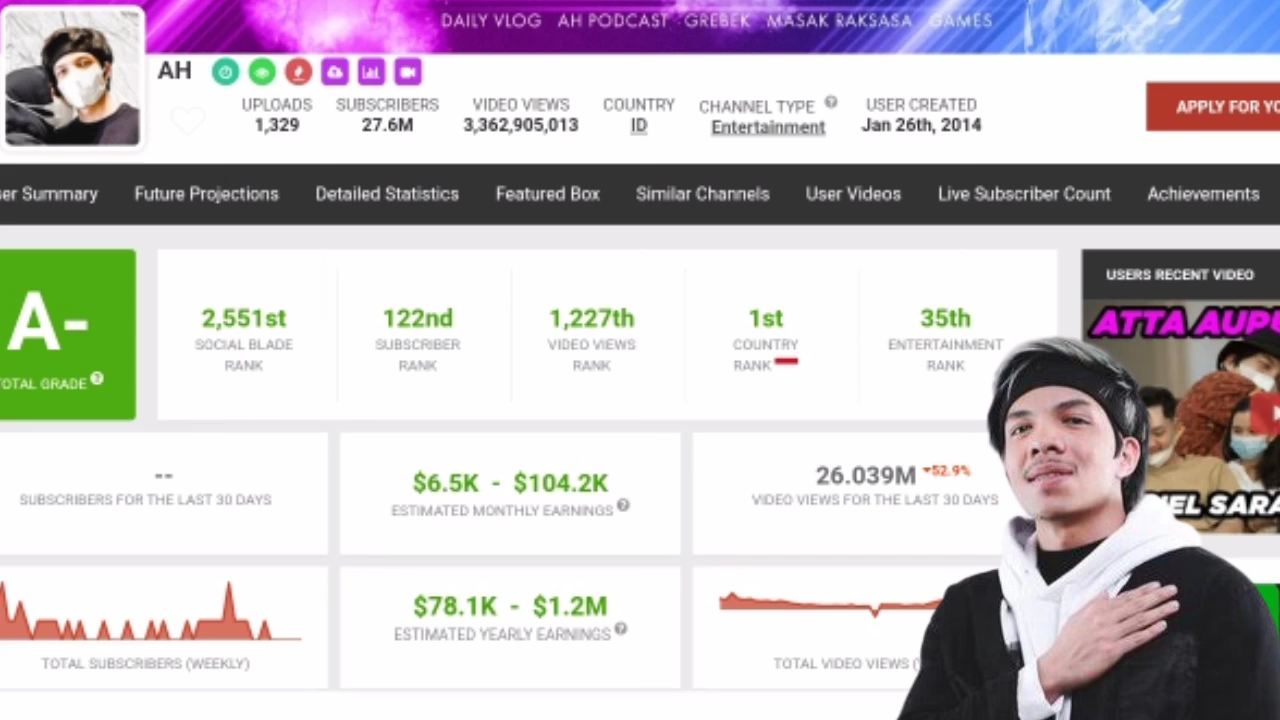 DAILY VLOG AH PODCAST GREBEK MASAK RAKSASA GAMES
AH
UPLOADS
1,329
SUBSCRIBERS
27.6M
VIDEO VIEWS
3,362,905,013
COUNTRY
ID
CHANNEL TYPE
Entertainment
USER CREATED
Jan 26th, 2014
APPLY FOR YO
ser Summary Future Projections Detailed Statistics Featured Box Similar Channels User Videos Live Subscriber Count Achievements
A-
TOTAL GRADE
2,551st
SOCIAL BLADE
RANK
122nd
SUBSCRIBER
RANK
1,227th
VIDEO VIEWS
RANK
1st
COUNTRY
RANK
35th
ENTERTAINMENT
RANK
USERS RECENT VIDEO
ATTA AUR
IEL SARA
--
SUBSCRIBERS FOR THE LAST 30 DAYS
$6.5K - $104.2K
ESTIMATED MONTHLY EARNINGS
26.039M 52.9%
VIDEO VIEWS FOR THE LAST 30 DAYS
TOTAL SUBSCRIBERS (WEEKLY)
$78.1K - $1.2M
ESTIMATED YEARLY EARNINGS
TOTAL VIDEO VIEWS (